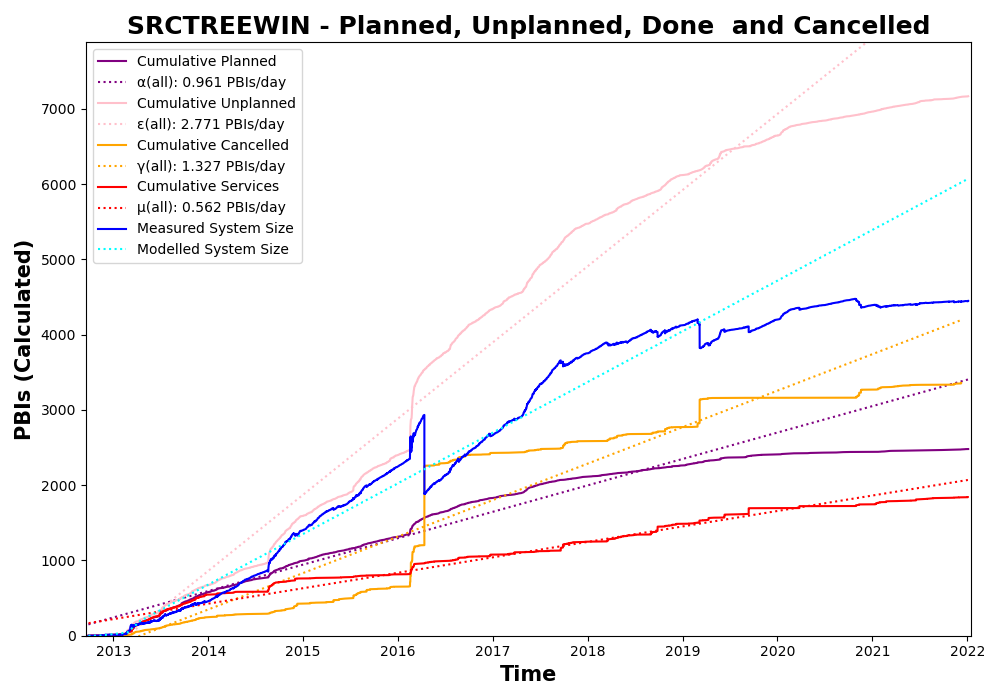 SRCTREEWIN - Planned, Unplanned, Done  and Cancelled
Cumulative Planned
α(all): 0.961 PBIs/day
Cumulative Unplanned
ε(all): 2.771 PBIs/day
Cumulative Cancelled
γ(all): 1.327 PBIs/day
Cumulative Services
μ(all): 0.562 PBIs/day
Measured System Size
Modelled System Size
PBIs (Calculated)
7000
6000
5000
4000
3000
2000
1000
0
2013 2014 2015 2016 2017 2018 2019 2020 2021 2022
Time